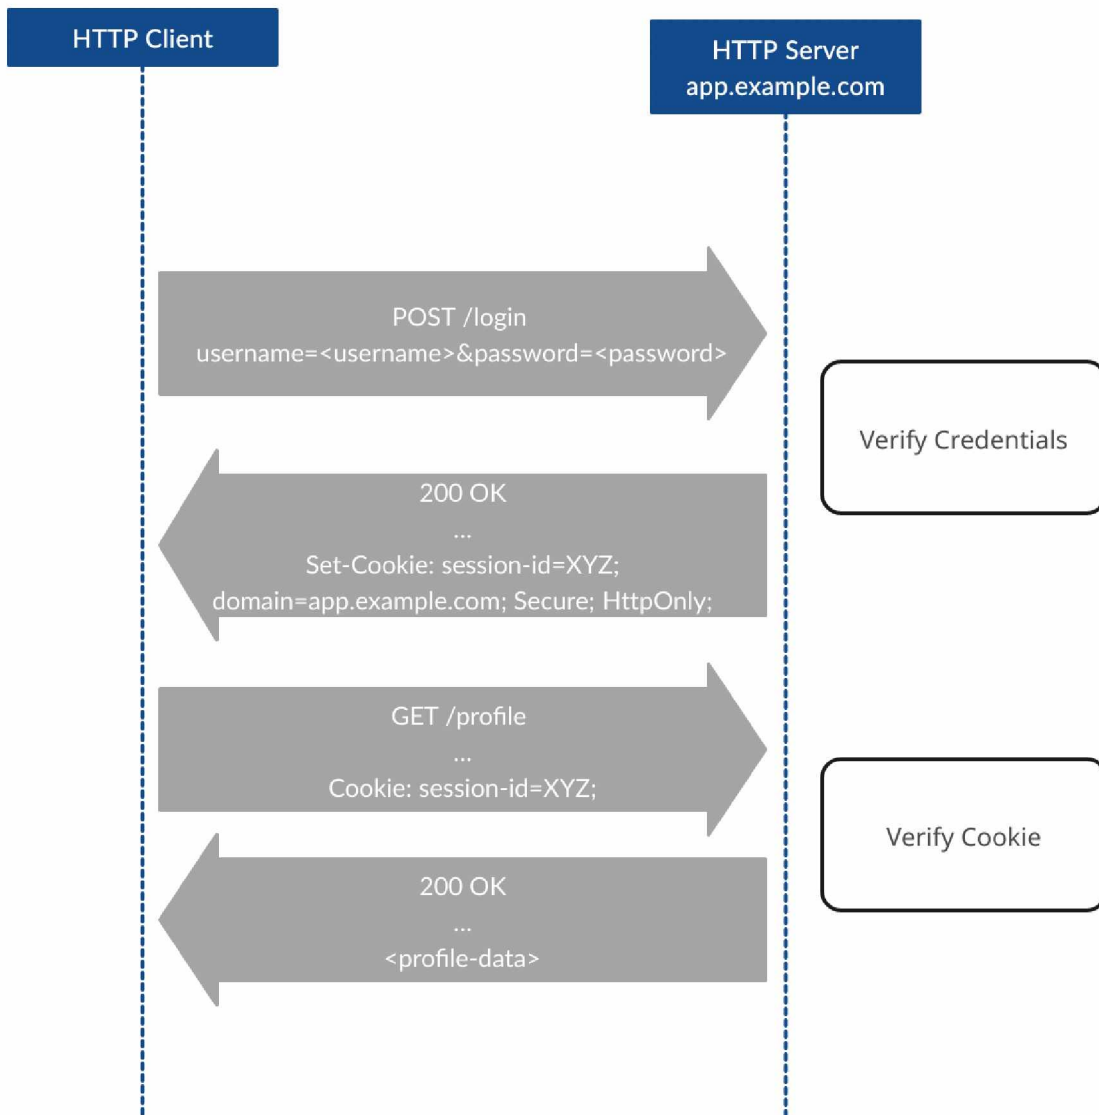 HTTP Client
HTTP Server
app.example.com
POST /login
username=<username>&password=<password>
Verify Credentials
200 OK
...
Set-Cookie: session-id=XYZ;
domain=app.example.com; Secure; HttpOnly;
GET /profile
...
Cookie: session-id=XYZ;
Verify Cookie
200 OK
...
<profile-data>